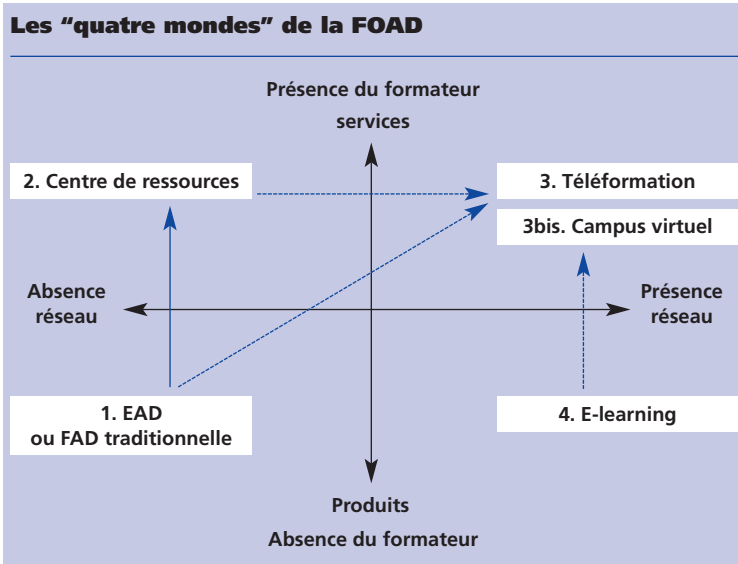 Les “quatre mondes” de la FOAD
Présence du formateur
services
2. Centre de ressources
3. Téléformation
3bis. Campus virtuel
Absence
réseau
Présence
réseau
1. EAD
ou FAD traditionnelle
4. E-learning
Produits
Absence du formateur